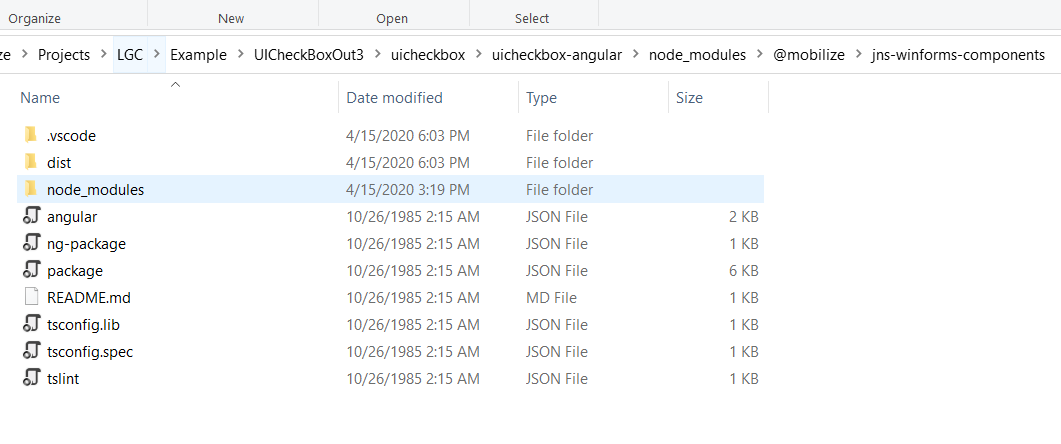 Organize New Open Select
ze > Projects > LGC > Example > UICheckBoxOut3 > uicheckbox > uicheckbox-angular > node_modules > @mobilize > jns-winforms-components
Name Date modified Type Size
.vscode 4/15/2020 6:03 PM File folder
dist 4/15/2020 6:03 PM File folder
node_modules 4/15/2020 3:19 PM File folder
angular 10/26/1985 2:15 AM JSON File 2 KB
ng-package 10/26/1985 2:15 AM JSON File 1 KB
package 10/26/1985 2:15 AM JSON File 6 KB
README.md 10/26/1985 2:15 AM MD File 1 KB
tsconfig.lib 10/26/1985 2:15 AM JSON File 1 KB
tsconfig.spec 10/26/1985 2:15 AM JSON File 1 KB
tslint 10/26/1985 2:15 AM JSON File 1 KB